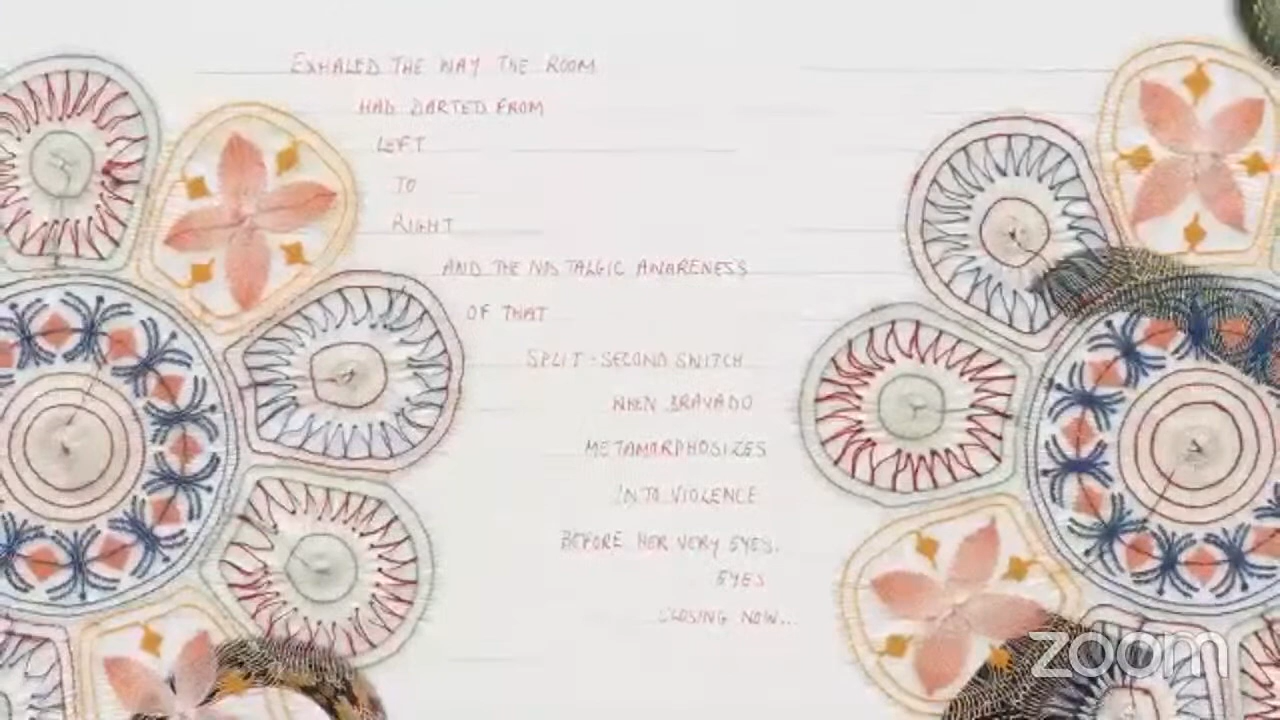 EXHALED THE WAY THE ROOM
HAD DARTED FROM
LEFT
TO
RIGHT
AND THE NOSTALGIC AWARENESS
OF THAT
SPLIT-SECOND SNITCH
WHEN BRAVADO
METAMORPHOSIZES
INTO VIOLENCE
BEFORE HER VERY EYES.
EYES
CLOSING NOW...
zoom